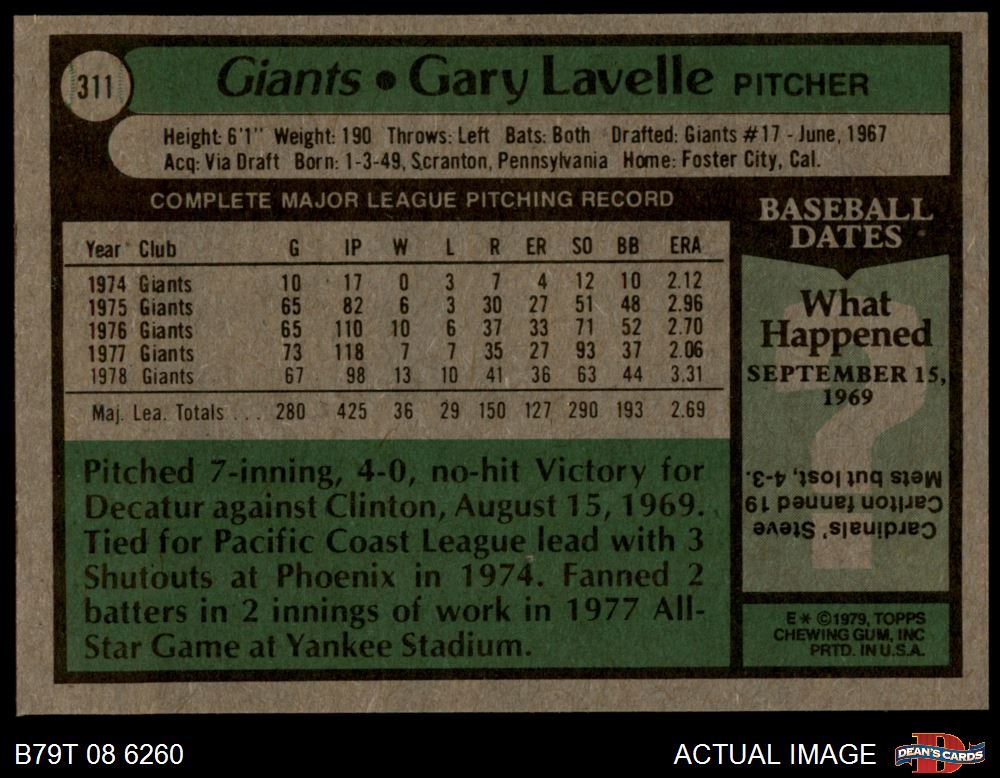 311
Giants • Gary Lavelle PITCHER
Height: 6'1" Weight: 190 Throws: Left Bats: Both Drafted: Giants #17 - June, 1967
Acq: Via Draft Born: 1-3-49, Scranton, Pennsylvania Home: Foster City, Cal.
COMPLETE MAJOR LEAGUE PITCHING RECORD
Year Club G IP W L R ER SO BB ERA
1974 Giants 10 17 0 3 7 4 12 10 2.12
1975 Giants 65 82 6 3 30 27 51 48 2.96
1976 Giants 65 110 10 6 37 33 71 52 2.70
1977 Giants 73 118 7 7 35 27 93 37 2.06
1978 Giants 67 98 13 10 41 36 63 44 3.31
Maj. Lea. Totals . . . 280 425 36 29 150 127 290 193 2.69
Pitched 7-inning, 4-0, no-hit Victory for
Decatur against Clinton, August 15, 1969.
Tied for Pacific Coast League lead with 3
Shutouts at Phoenix in 1974. Fanned 2
batters in 2 innings of work in 1977 All-
Star Game at Yankee Stadium.
BASEBALL
DATES
What
Happened
SEPTEMBER 15,
1969
Cardinals' Steve
Carlton fanned 19
Mets but lost, 4-3.
E* ©1979, TOPPS
CHEWING GUM, INC
PRTD. IN U.S.A.
B79T 08 6260
ACTUAL IMAGE
DEAN'S CARDS